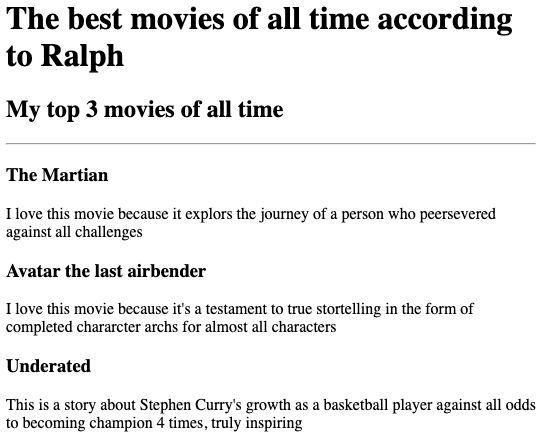 The best movies of all time according
to Ralph
My top 3 movies of all time
The Martian
I love this movie because it explors the journey of a person who peersevered
against all challenges
Avatar the last airbender
I love this movie because it's a testament to true stortelling in the form of
completed chararcter archs for almost all characters
Underated
This is a story about Stephen Curry's growth as a basketball player against all odds
to becoming champion 4 times, truly inspiring